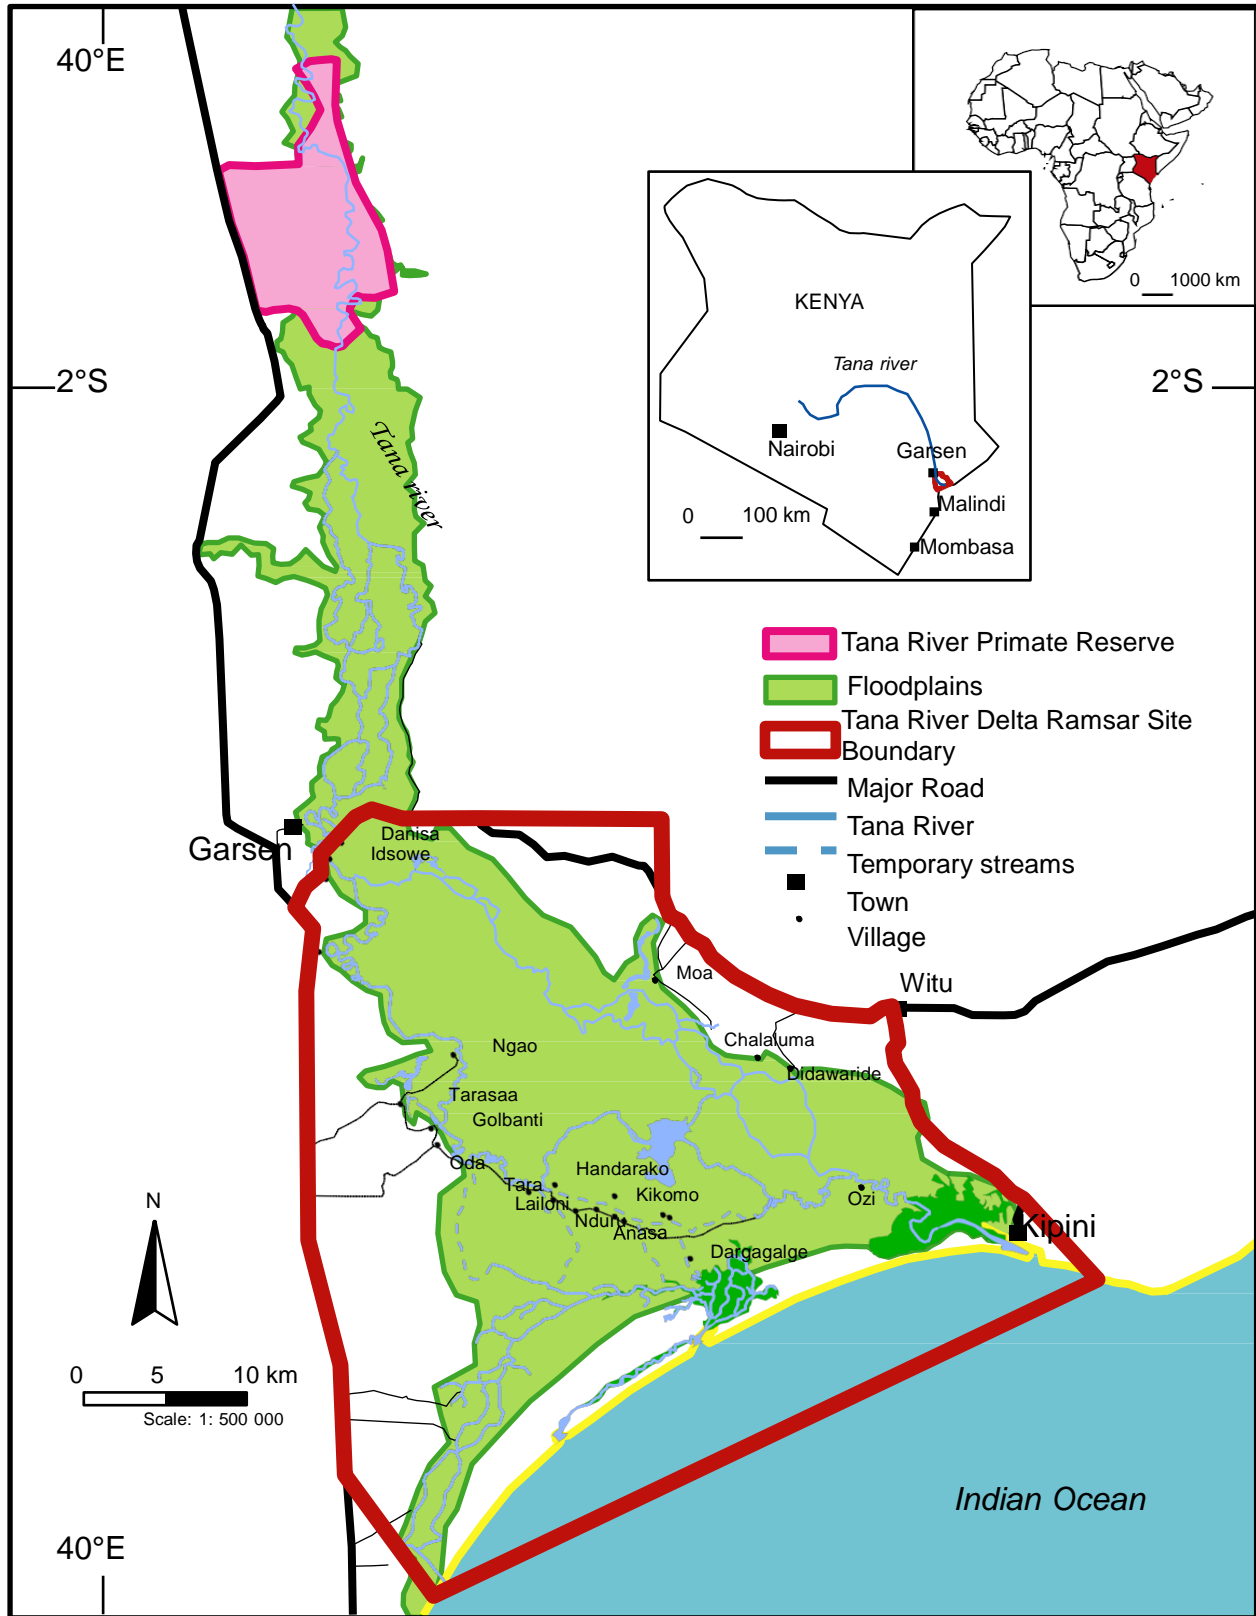 40°E
0 1000 km
KENYA
Tana river
Nairobi
Garsen
Malindi
Mombasa
0 100 km
2°S
2°S
Tana river
Tana River Primate Reserve
Floodplains
Tana River Delta Ramsar Site
Boundary
Major Road
Tana River
Temporary streams
Town
Village
Garsen
Danisa
Idsowe
Moa
Witu
Ngao
Chalaluma
Didawaride
Tarasaa
Golbanti
Oda
Handarako
Tara
Kikomo
Ozi
Lailoni
Nduru
Anasa
Kipini
Dargagalge
N
0 5 10 km
Scale: 1: 500 000
Indian Ocean
40°E